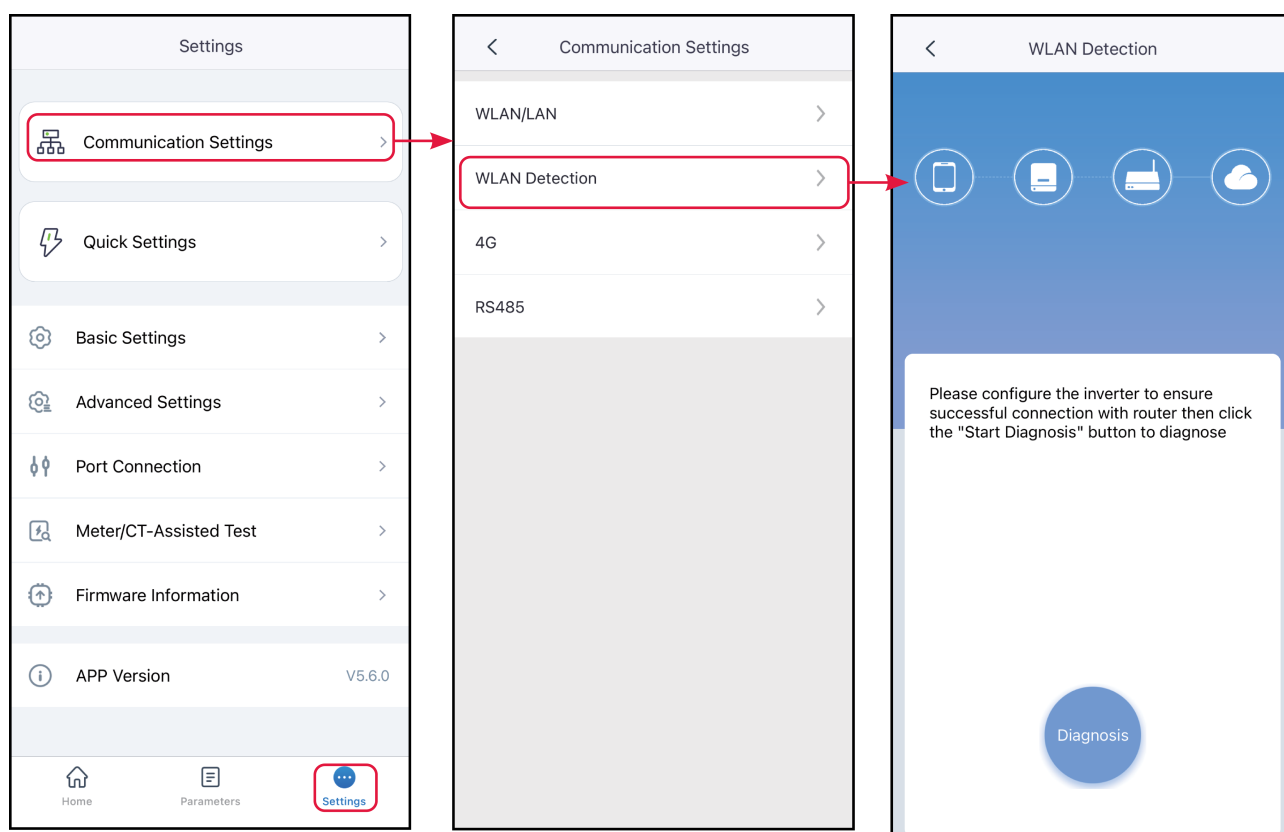 Settings
Communication Settings
Quick Settings
Basic Settings
Advanced Settings
Port Connection
Meter/CT-Assisted Test
Firmware Information
APP Version V5.6.0
Home Parameters Settings
Communication Settings
WLAN/LAN
WLAN Detection
4G
RS485
WLAN Detection
Please configure the inverter to ensure
successful connection with router then click
the "Start Diagnosis" button to diagnose
Diagnosis